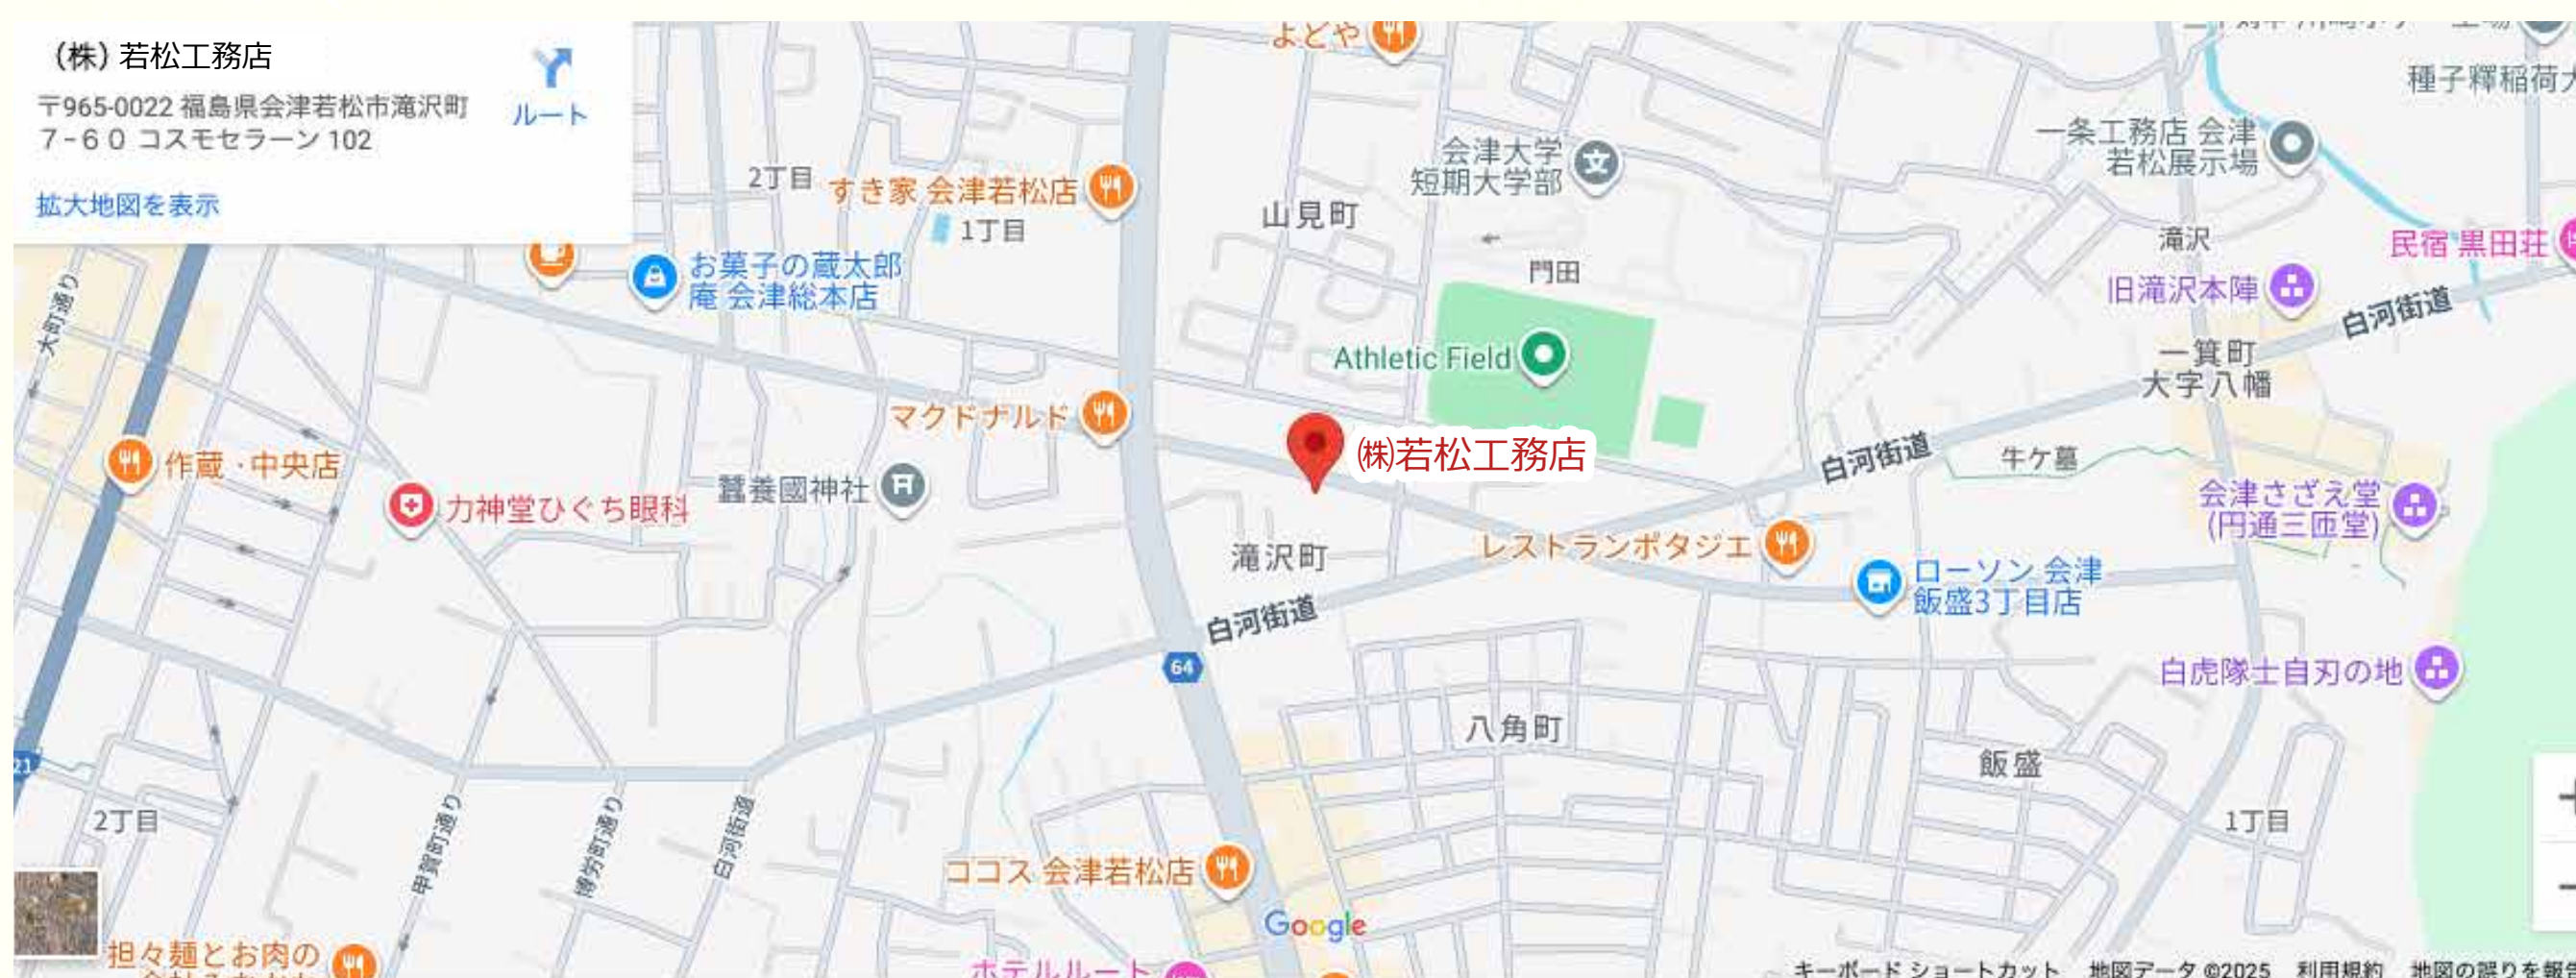 (株) 若松工務店
〒965-0022 福島県会津若松市滝沢町
7-60 コスモセラーン 102
ルート
拡大地図を表示
よどや
種子釋稲荷
会津大学
短期大学部
一条工務店 会津
若松展示場
2丁目
すき家 会津若松店
1丁目
山見町
滝沢
民宿 黒田荘
お菓子の蔵太郎
庵 会津総本店
門田
旧滝沢本陣
白河街道
大町通り
Athletic Field
一箕町
大字八幡
マクドナルド
㈱若松工務店
白河街道
牛ケ墓
作蔵・中央店
力神堂ひぐち眼科
蠶養國神社
会津さざえ堂
(円通三匝堂)
滝沢町
レストランポタジエ
ローソン 会津
飯盛3丁目店
白河街道
64
白虎隊士自刃の地
八角町
飯盛
21
2丁目
甲賀町通り
博労町通り
白河街道
1丁目
ココス 会津若松店
Google
担々麺とお肉の
ホテルルート
キーボード ショートカット 地図データ ©2025 利用規約 地図の誤りを報